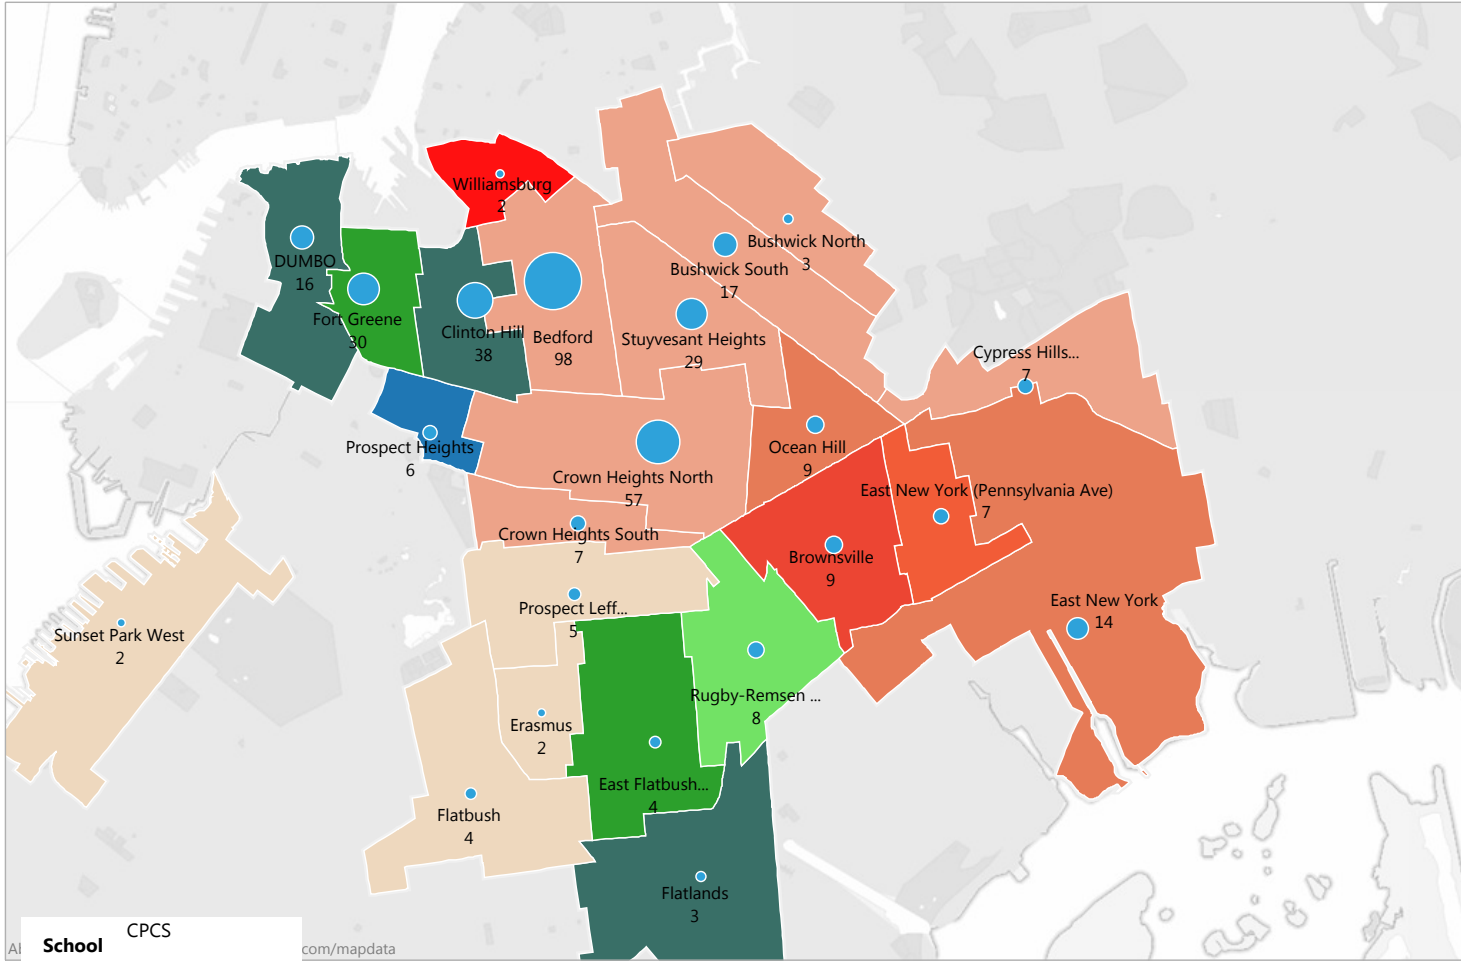 Williamsburg
2
Bushwick North
3
DUMBO
16
Bushwick South
17
Fort Greene
30
Clinton Hill
38
Bedford
98
Stuyvesant Heights
29
Cypress Hills...
7
Prospect Heights
6
Ocean Hill
9
Crown Heights North
57
East New York (Pennsylvania Ave)
7
Crown Heights South
7
Brownsville
9
Prospect Leff...
5
East New York
14
Sunset Park West
2
Rugby-Remsen ...
8
Erasmus
2
East Flatbush...
4
Flatbush
4
Flatlands
3
School CPCS
com/mapdata